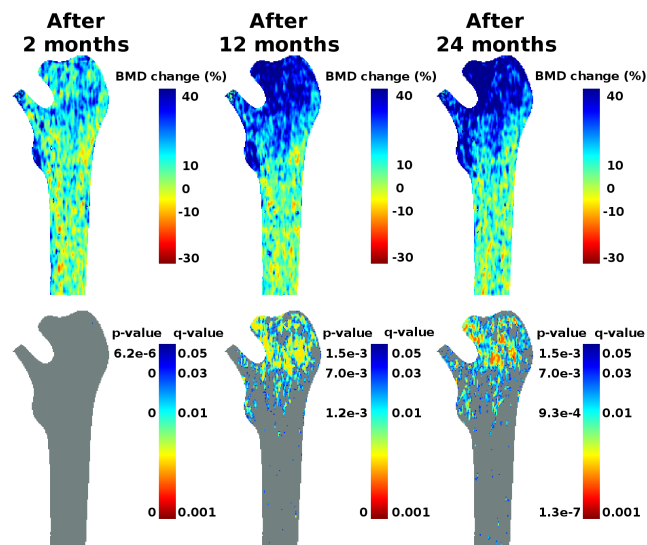 After
2 months
After
12 months
After
24 months
BMD change (%)
40
10
0
-10
-30
BMD change (%)
40
10
0
-10
-30
BMD change (%)
40
10
0
-10
-30
p-value q-value
6.2e-6 0.05
0 0.03
0 0.01
0 0.001
p-value q-value
1.5e-3 0.05
7.0e-3 0.03
1.2e-3 0.01
0 0.001
p-value q-value
1.5e-3 0.05
7.0e-3 0.03
9.3e-4 0.01
1.3e-7 0.001